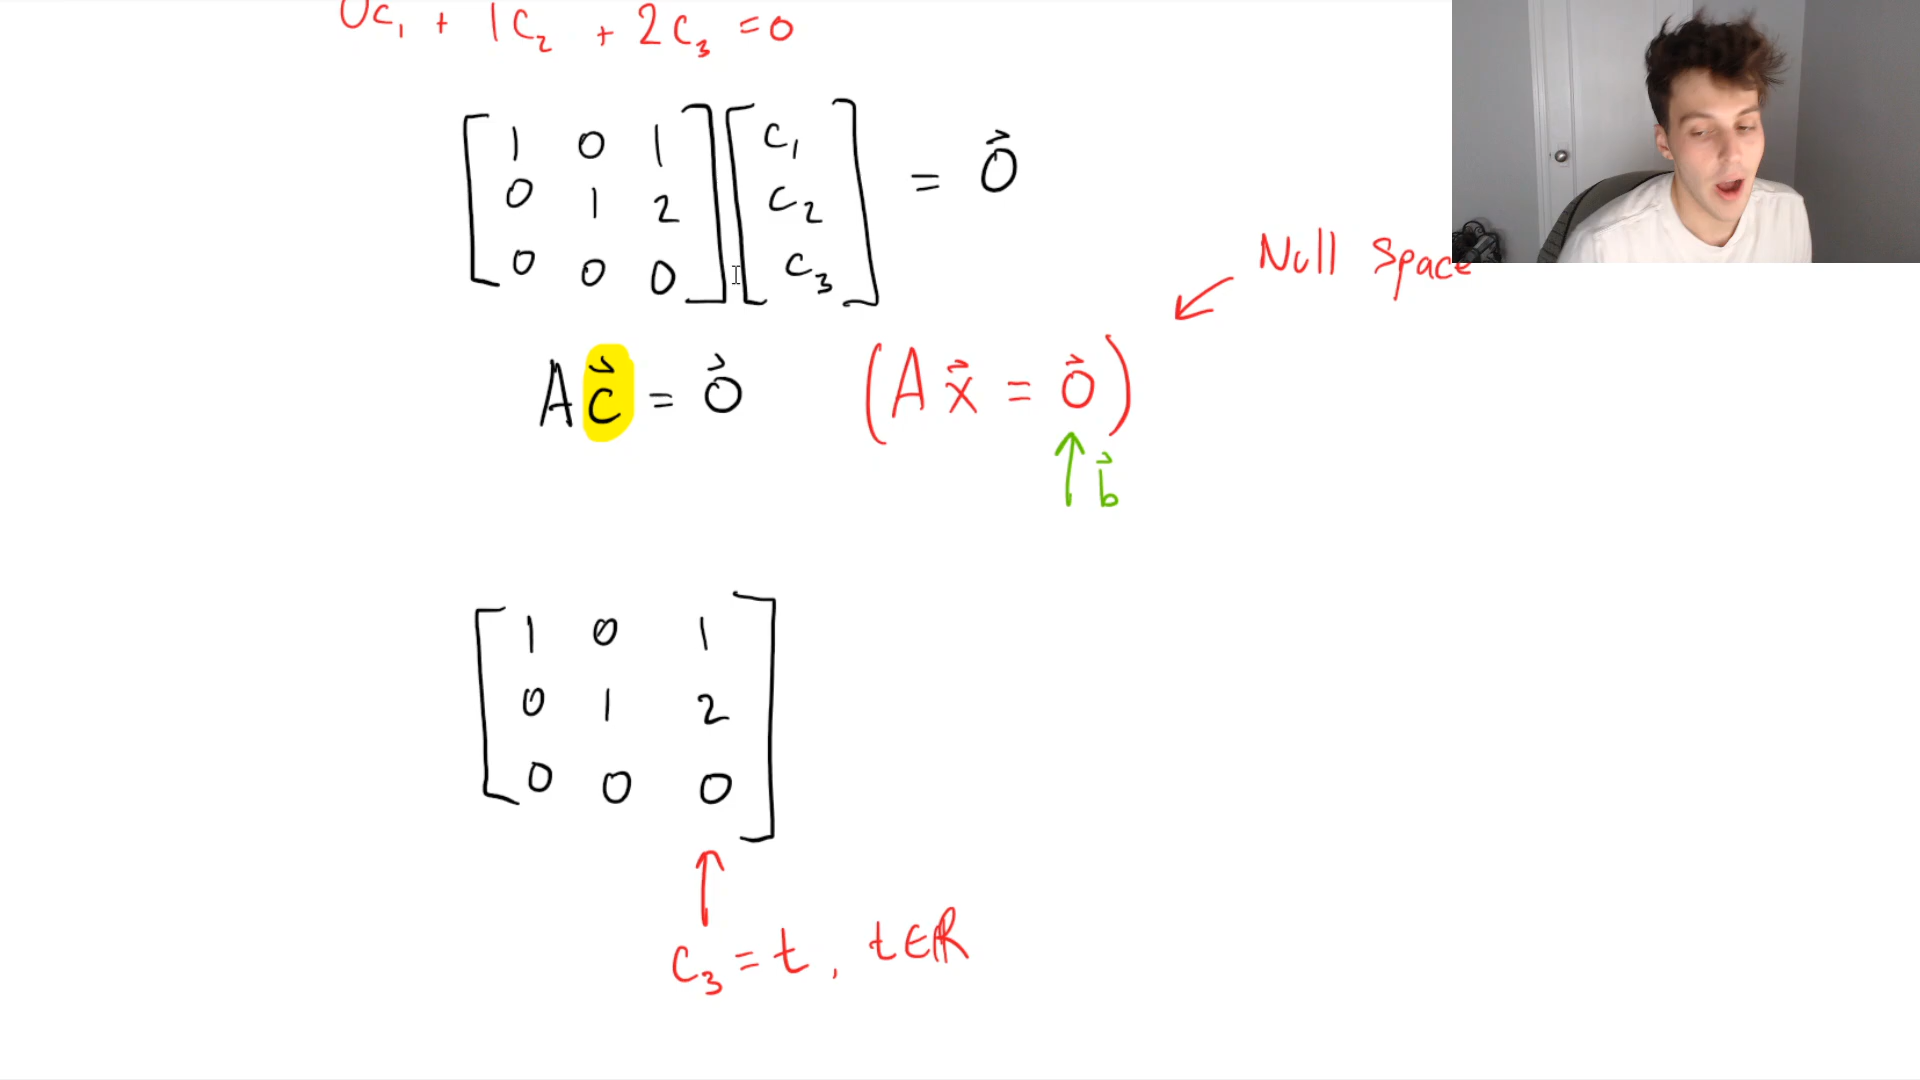 0c₁ + 1c₂ + 2c₃ = 0
[1 0 1] [c₁]
[0 1 2] [c₂] = 0⃗
[0 0 0] [c₃]
Null Space
Ac⃗ = 0⃗ (Ax⃗ = 0⃗)
b⃗
1 0 1
0 1 2
0 0 0
c₃ = t, t∈ℝ